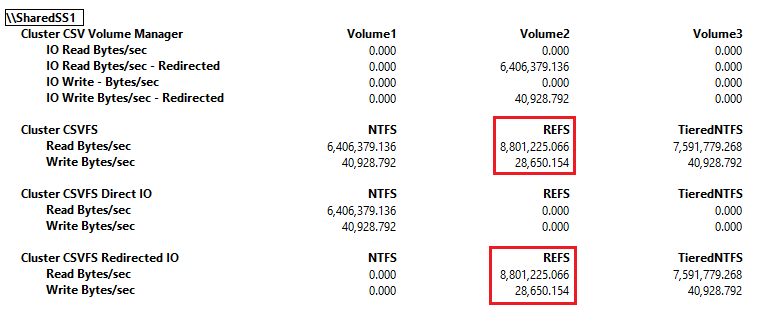 \\SharedSS1
Cluster CSV Volume Manager Volume1 Volume2 Volume3
IO Read Bytes/sec 0.000 0.000 0.000
IO Read Bytes/sec - Redirected 0.000 6,406,379.136 0.000
IO Write - Bytes/sec 0.000 0.000 0.000
IO Write Bytes/sec - Redirected 0.000 40,928.792 0.000
Cluster CSVFS NTFS REFS TieredNTFS
Read Bytes/sec 6,406,379.136 8,801,225.066 7,591,779.268
Write Bytes/sec 40,928.792 28,650.154 40,928.792
Cluster CSVFS Direct IO NTFS REFS TieredNTFS
Read Bytes/sec 6,406,379.136 0.000 0.000
Write Bytes/sec 40,928.792 0.000 0.000
Cluster CSVFS Redirected IO NTFS REFS TieredNTFS
Read Bytes/sec 0.000 8,801,225.066 7,591,779.268
Write Bytes/sec 0.000 28,650.154 40,928.792